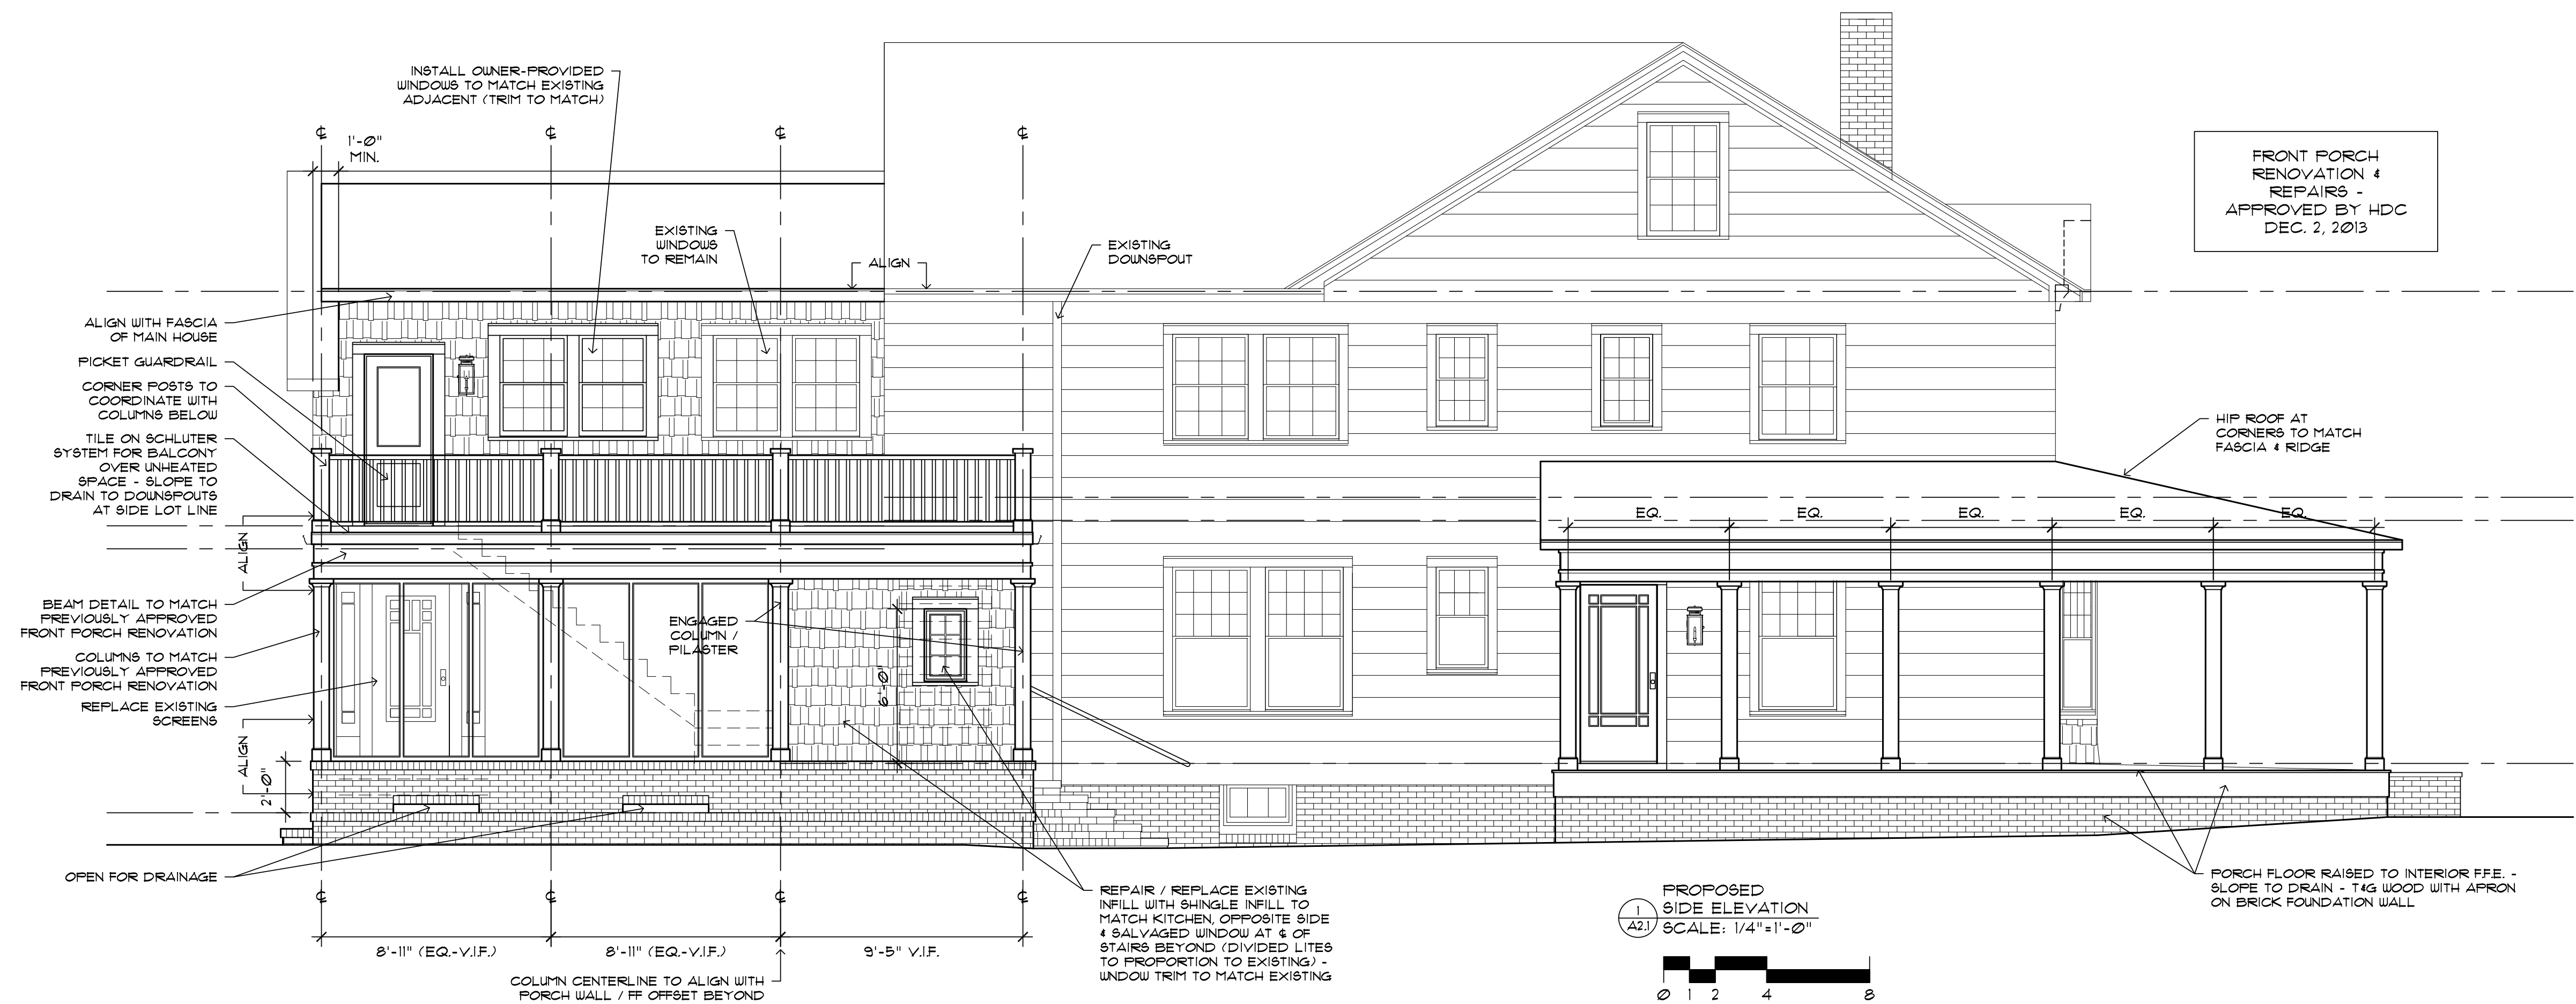 INSTALL OWNER-PROVIDED
WINDOWS TO MATCH EXISTING
ADJACENT (TRIM TO MATCH)
℄
℄
℄
℄
1'-0"
MIN.
EXISTING
WINDOWS
TO REMAIN
ALIGN
EXISTING
DOWNSPOUT
FRONT PORCH
RENOVATION &
REPAIRS -
APPROVED BY HDC
DEC. 2, 2013
ALIGN WITH FASCIA
OF MAIN HOUSE
PICKET GUARDRAIL
CORNER POSTS TO
COORDINATE WITH
COLUMNS BELOW
TILE ON SCHLUTER
SYSTEM FOR BALCONY
OVER UNHEATED
SPACE - SLOPE TO
DRAIN TO DOWNSPOUTS
AT SIDE LOT LINE
ALIGN
BEAM DETAIL TO MATCH
PREVIOUSLY APPROVED
FRONT PORCH RENOVATION
COLUMNS TO MATCH
PREVIOUSLY APPROVED
FRONT PORCH RENOVATION
REPLACE EXISTING
SCREENS
ALIGN
2'-0"
OPEN FOR DRAINAGE
ENGAGED
COLUMN /
PILASTER
6'-0"
HIP ROOF AT
CORNERS TO MATCH
FASCIA & RIDGE
EQ.
EQ.
EQ.
EQ.
EQ.
PORCH FLOOR RAISED TO INTERIOR F.F.E. -
SLOPE TO DRAIN - T&G WOOD WITH APRON
ON BRICK FOUNDATION WALL
℄
℄
℄
℄
8'-11" (EQ.-V.I.F.)
8'-11" (EQ.-V.I.F.)
9'-5" V.I.F.
COLUMN CENTERLINE TO ALIGN WITH
PORCH WALL / FF OFFSET BEYOND
REPAIR / REPLACE EXISTING
INFILL WITH SHINGLE INFILL TO
MATCH KITCHEN, OPPOSITE SIDE
& SALVAGED WINDOW AT ℄ OF
STAIRS BEYOND (DIVIDED LITES
TO PROPORTION TO EXISTING) -
WNDOW TRIM TO MATCH EXISTING
1
A2.1
PROPOSED
SIDE ELEVATION
SCALE: 1/4"=1'-0"
0 1 2 4 8